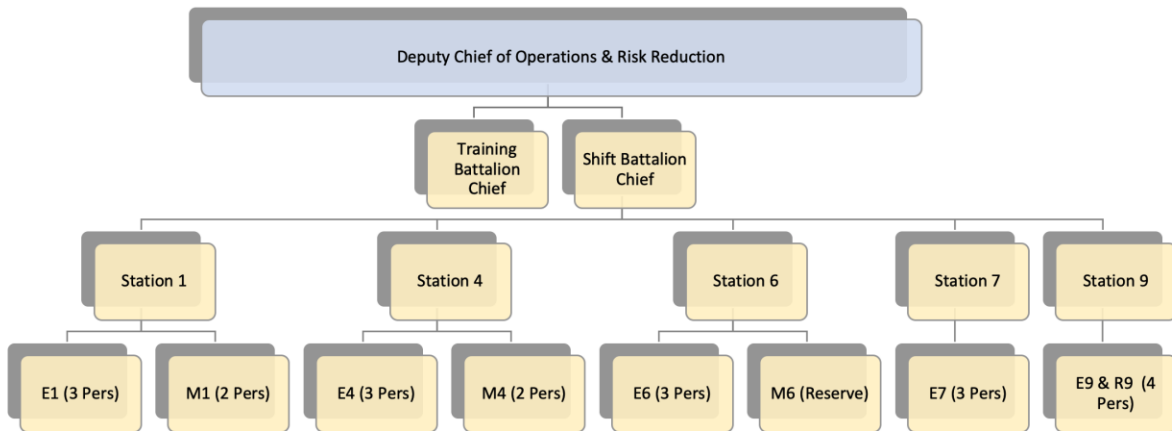 Deputy Chief of Operations & Risk Reduction
Training
Battalion
Chief
Shift Battalion
Chief
Station 1
Station 4
Station 6
Station 7
Station 9
E1 (3 Pers)
M1 (2 Pers)
E4 (3 Pers)
M4 (2 Pers)
E6 (3 Pers)
M6 (Reserve)
E7 (3 Pers)
E9 & R9 (4
Pers)